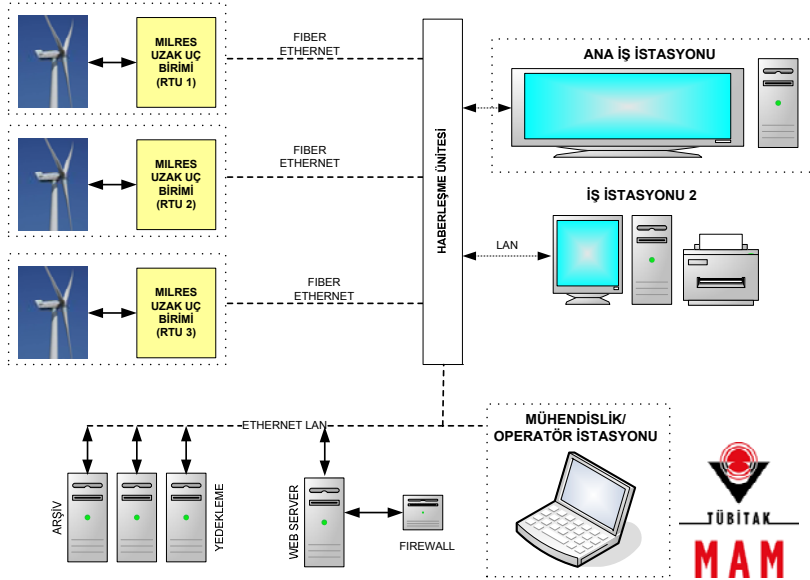 MILRES
UZAK UÇ
BİRİMİ
(RTU 1)
FIBER
ETHERNET
MILRES
UZAK UÇ
BİRİMİ
(RTU 2)
FIBER
ETHERNET
MILRES
UZAK UÇ
BİRİMİ
(RTU 3)
FIBER
ETHERNET
HABERLEŞME ÜNİTESİ
ANA İŞ İSTASYONU
İŞ İSTASYONU 2
LAN
ETHERNET LAN
ARŞİV
YEDEKLEME
WEB SERVER
FIREWALL
MÜHENDİSLİK/
OPERATÖR İSTASYONU
TÜBİTAK
MAM